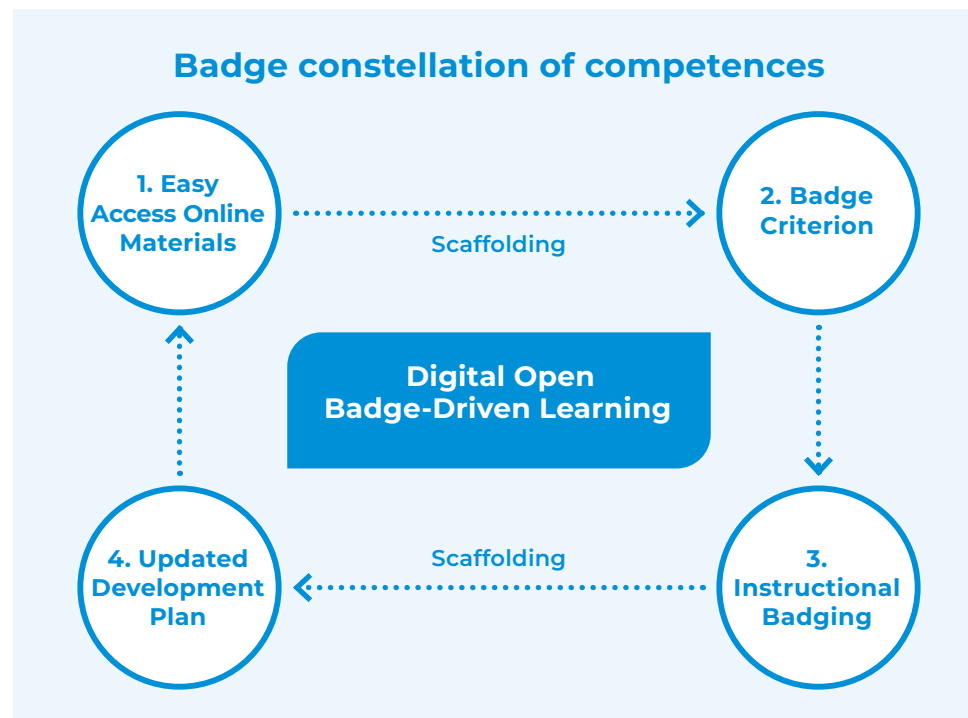 Badge constellation of competences
1. Easy
Access Online
Materials
Scaffolding
2. Badge
Criterion
Digital Open
Badge-Driven Learning
4. Updated
Development
Plan
Scaffolding
3.
Instructional
Badging